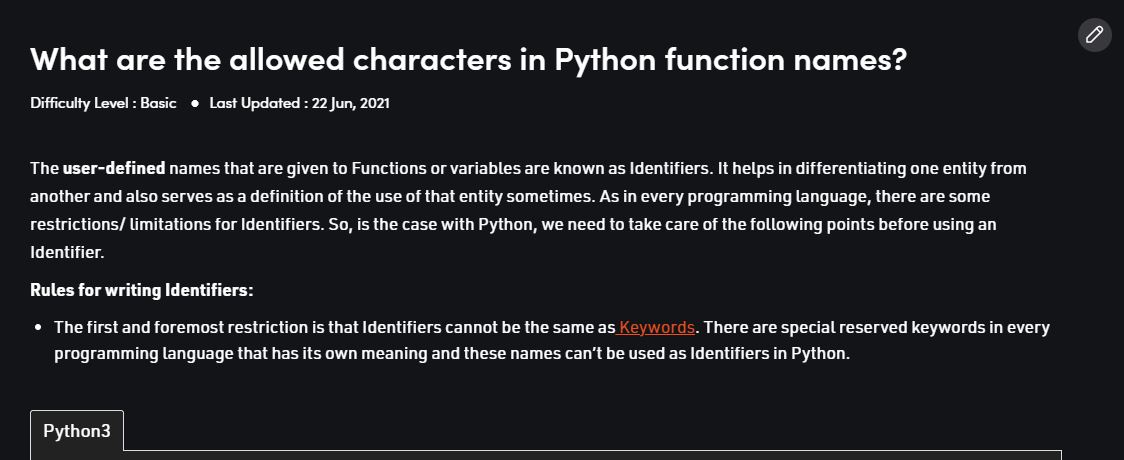 What are the allowed characters in Python function names?
Difficulty Level : Basic ● Last Updated : 22 Jun, 2021
The user-defined names that are given to Functions or variables are known as Identifiers. It helps in differentiating one entity from
another and also serves as a definition of the use of that entity sometimes. As in every programming language, there are some
restrictions/ limitations for Identifiers. So, is the case with Python, we need to take care of the following points before using an
Identifier.
Rules for writing Identifiers:
• The first and foremost restriction is that Identifiers cannot be the same as Keywords. There are special reserved keywords in every
programming language that has its own meaning and these names can’t be used as Identifiers in Python.
Python3